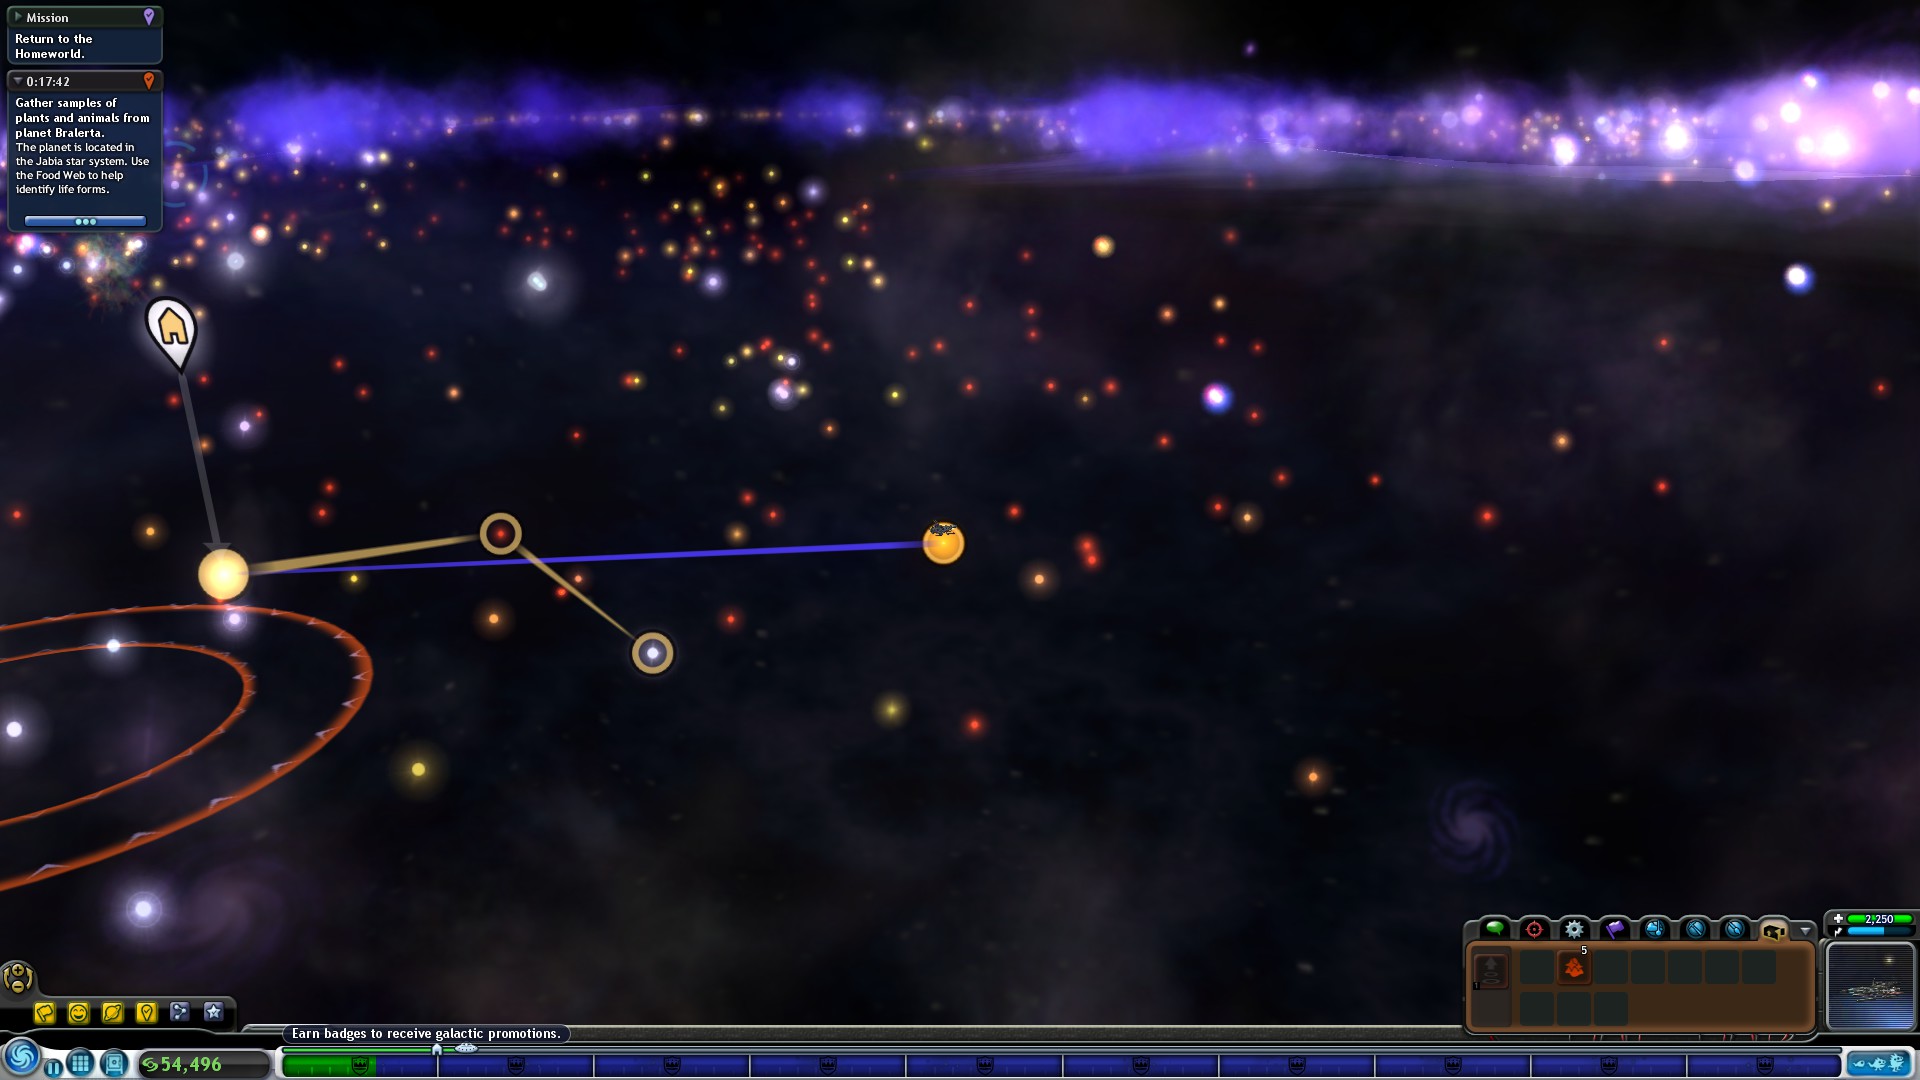 Mission
Return to the
Homeworld.
0:17:42
Gather samples of
plants and animals from
planet Bralerta.
The planet is located in
the Jabia star system. Use
the Food Web to help
identify life forms.
2,250
5
1
Earn badges to receive galactic promotions.
54,496